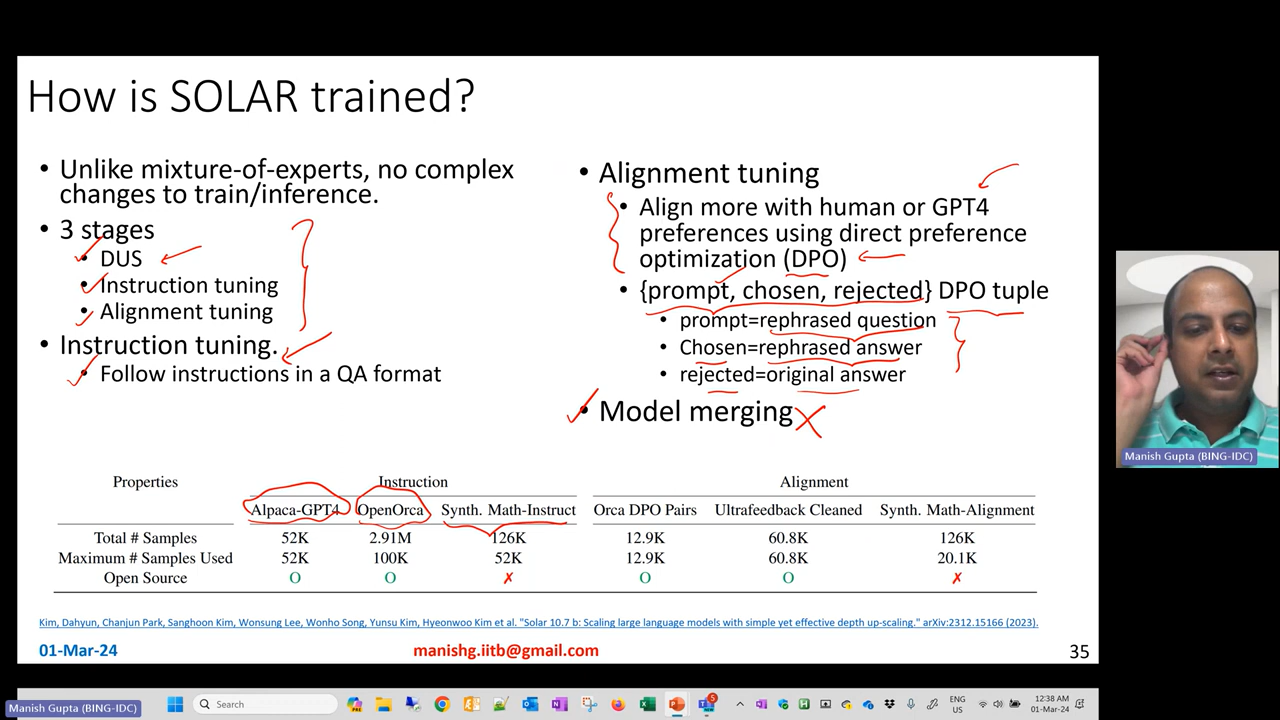 How is SOLAR trained?
• Unlike mixture-of-experts, no complex
changes to train/inference.
• 3 stages
• DUS
• Instruction tuning
• Alignment tuning
• Instruction tuning.
• Follow instructions in a QA format
• Alignment tuning
• Align more with human or GPT4
preferences using direct preference
optimization (DPO)
• {prompt, chosen, rejected} DPO tuple
• prompt=rephrased question
• Chosen=rephrased answer
• rejected=original answer
• Model merging
Properties Instruction Alignment
Alpaca-GPT4 OpenOrca Synth. Math-Instruct Orca DPO Pairs Ultrafeedback Cleaned Synth. Math-Alignment
Total # Samples 52K 2.91M 126K 12.9K 60.8K 126K
Maximum # Samples Used 52K 100K 52K 12.9K 60.8K 20.1K
Open Source O O ✗ O O ✗
Kim, Dahyun, Chanjun Park, Sanghoon Kim, Wonsung Lee, Wonho Song, Yunsu Kim, Hyeonwoo Kim et al. "Solar 10.7 b: Scaling large language models with simple yet effective depth up-scaling." arXiv:2312.15166 (2023).
01-Mar-24 manishg.iitb@gmail.com 35
Manish Gupta (BING-IDC)
Manish Gupta (BING-IDC)
Search
5
ENG
US
12:38 AM
01-Mar-24